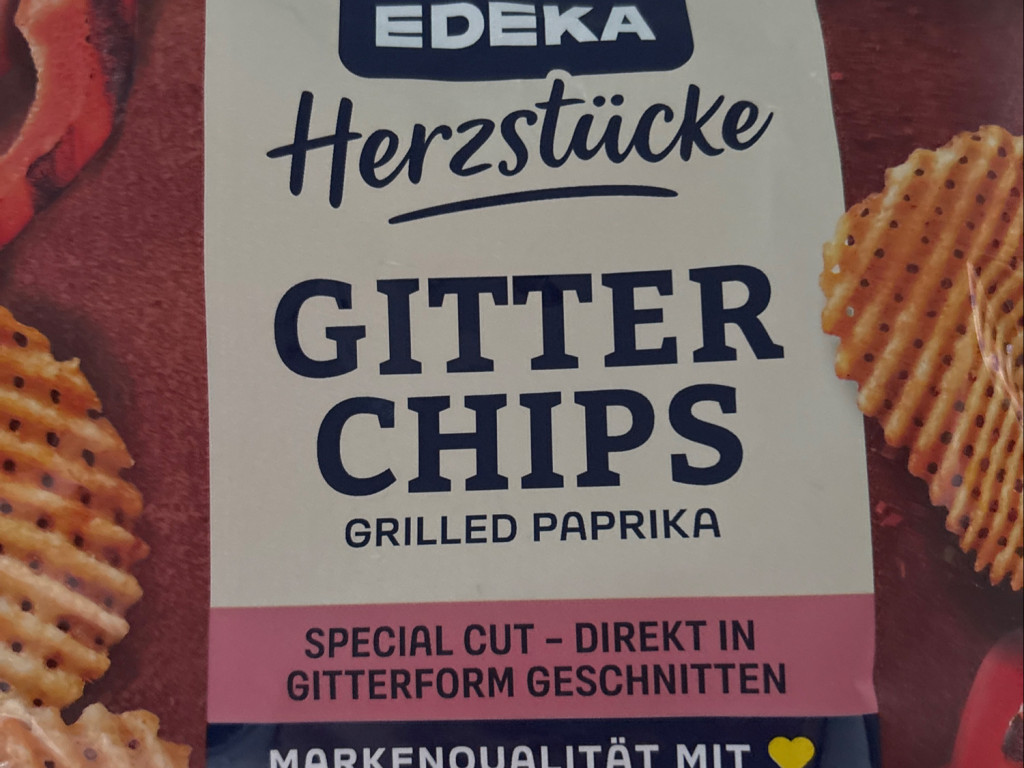 EDEKA
Herzstücke
GITTER
CHIPS
GRILLED PAPRIKA
SPECIAL CUT – DIREKT IN
GITTERFORM GESCHNITTEN
MARKENQUALITÄT MIT